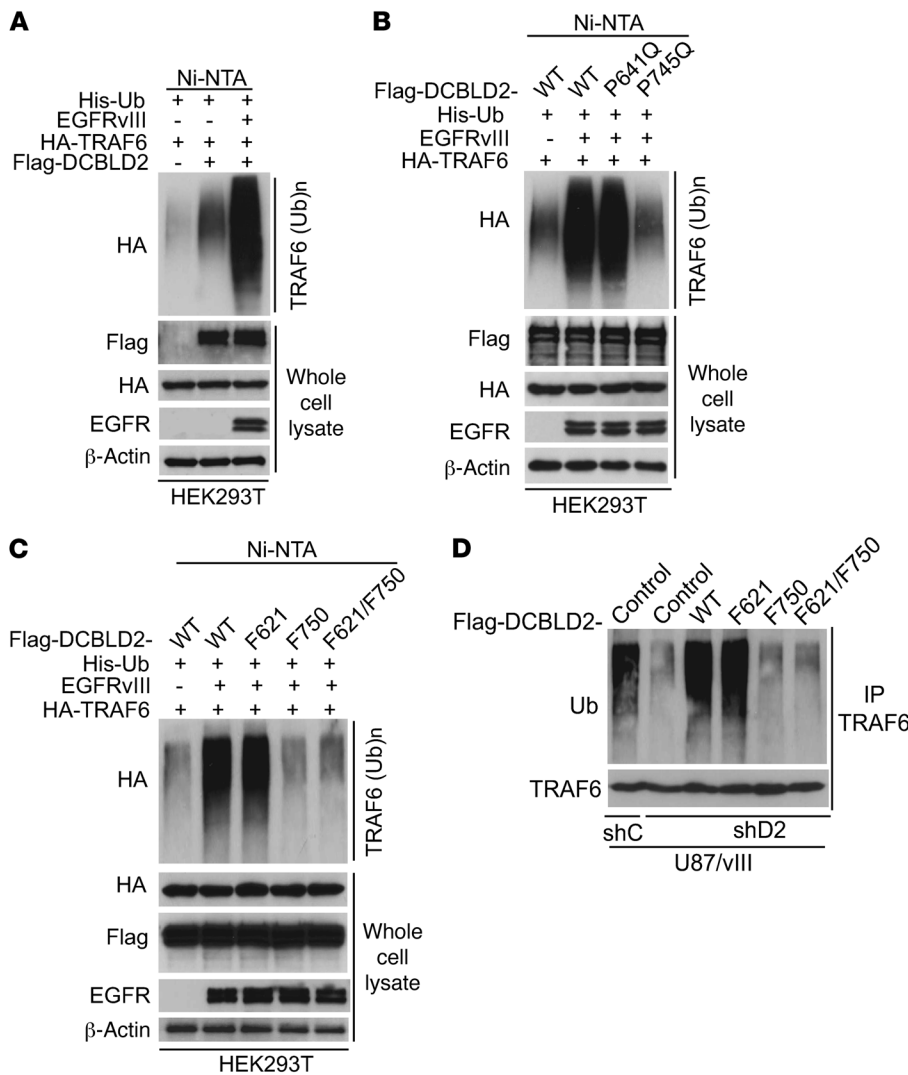 A
Ni-NTA
His-Ub + + +
EGFRvIII - - +
HA-TRAF6 + + +
Flag-DCBLD2 - + +
HA
TRAF6 (Ub)n
Flag
HA
EGFR
β-Actin
Whole
cell
lysate
HEK293T
B
Ni-NTA
Flag-DCBLD2- WT WT P641Q P745Q
His-Ub + + + +
EGFRvIII - + + +
HA-TRAF6 + + + +
HA
TRAF6 (Ub)n
Flag
HA
EGFR
β-Actin
Whole
cell
lysate
HEK293T
C
Ni-NTA
Flag-DCBLD2- WT WT F621 F750 F621/F750
His-Ub + + + + +
EGFRvIII - + + + +
HA-TRAF6 + + + + +
HA
TRAF6 (Ub)n
HA
Flag
EGFR
β-Actin
Whole
cell
lysate
HEK293T
D
Flag-DCBLD2- Control Control WT F621 F750 F621/F750
Ub
TRAF6
IP
TRAF6
shC shD2
U87/vIII